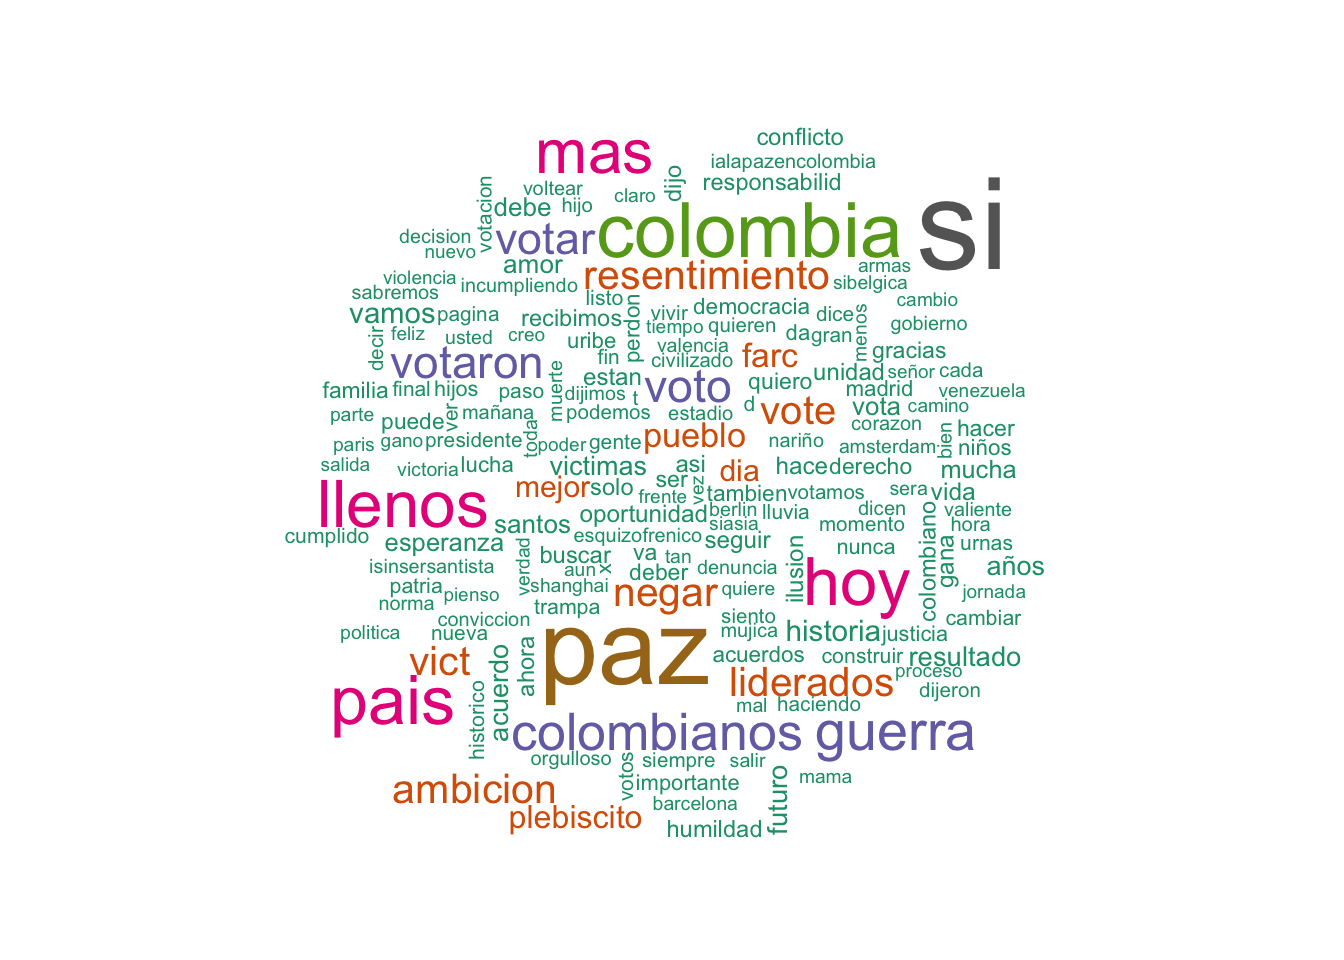 mas
conflicto
ialapazencolombia
dijo
responsabilid
voltear
claro
votacion
debe
hijo
colombia
si
decision
nuevo
votar
amor
resentimiento
armas
violencia
incumpliendo
sibelgica
sabremos
listo
perdon
vivir
democracia
cambio
vamos
pagina
recibimos
tiempo
quieren
dice
menos
gobierno
decir
feliz
usted
creo
uribe
valencia
da
gran
gracias
votaron
fin
civilizado
farc
unidad
señor
cada
familia
final
hijos
paso
muerte
estan
dijimos
t
voto
quiero
madrid
venezuela
parte
puede
ver
mañana
podemos
estadio
d
vote
vota
camino
corazon
paris
gano
presidente
toda
poder
gente
pueblo
nariño
amsterdam
bien
hacer
niños
salida
victoria
lucha
victimas
asi
dia
hace
derecho
mucha
llenos
mejor
solo
ser
vez
frente
tambien
votamos
sera
vida
santos
oportunidad
berlin
siasia
lluvia
dicen
valiente
cumplido
esperanza
esquizofrenico
seguir
momento
colombiano
hora
verdad
buscar
va
tan
ilusion
nunca
gana
urnas
isinsersantista
aun
x
deber
denuncia
hoy
años
patria
pienso
shanghai
negar
quiere
jornada
norma
trampa
conviccion
siento
cambiar
politica
nueva
paz
mujica
historia
justicia
vict
acuerdo
ahora
acuerdos
construir
resultado
pais
liderados
proceso
dijeron
historico
mal
haciendo
colombianos
guerra
orgulloso
votos
siempre
salir
ambicion
importante
futuro
mama
plebiscito
barcelona
humildad